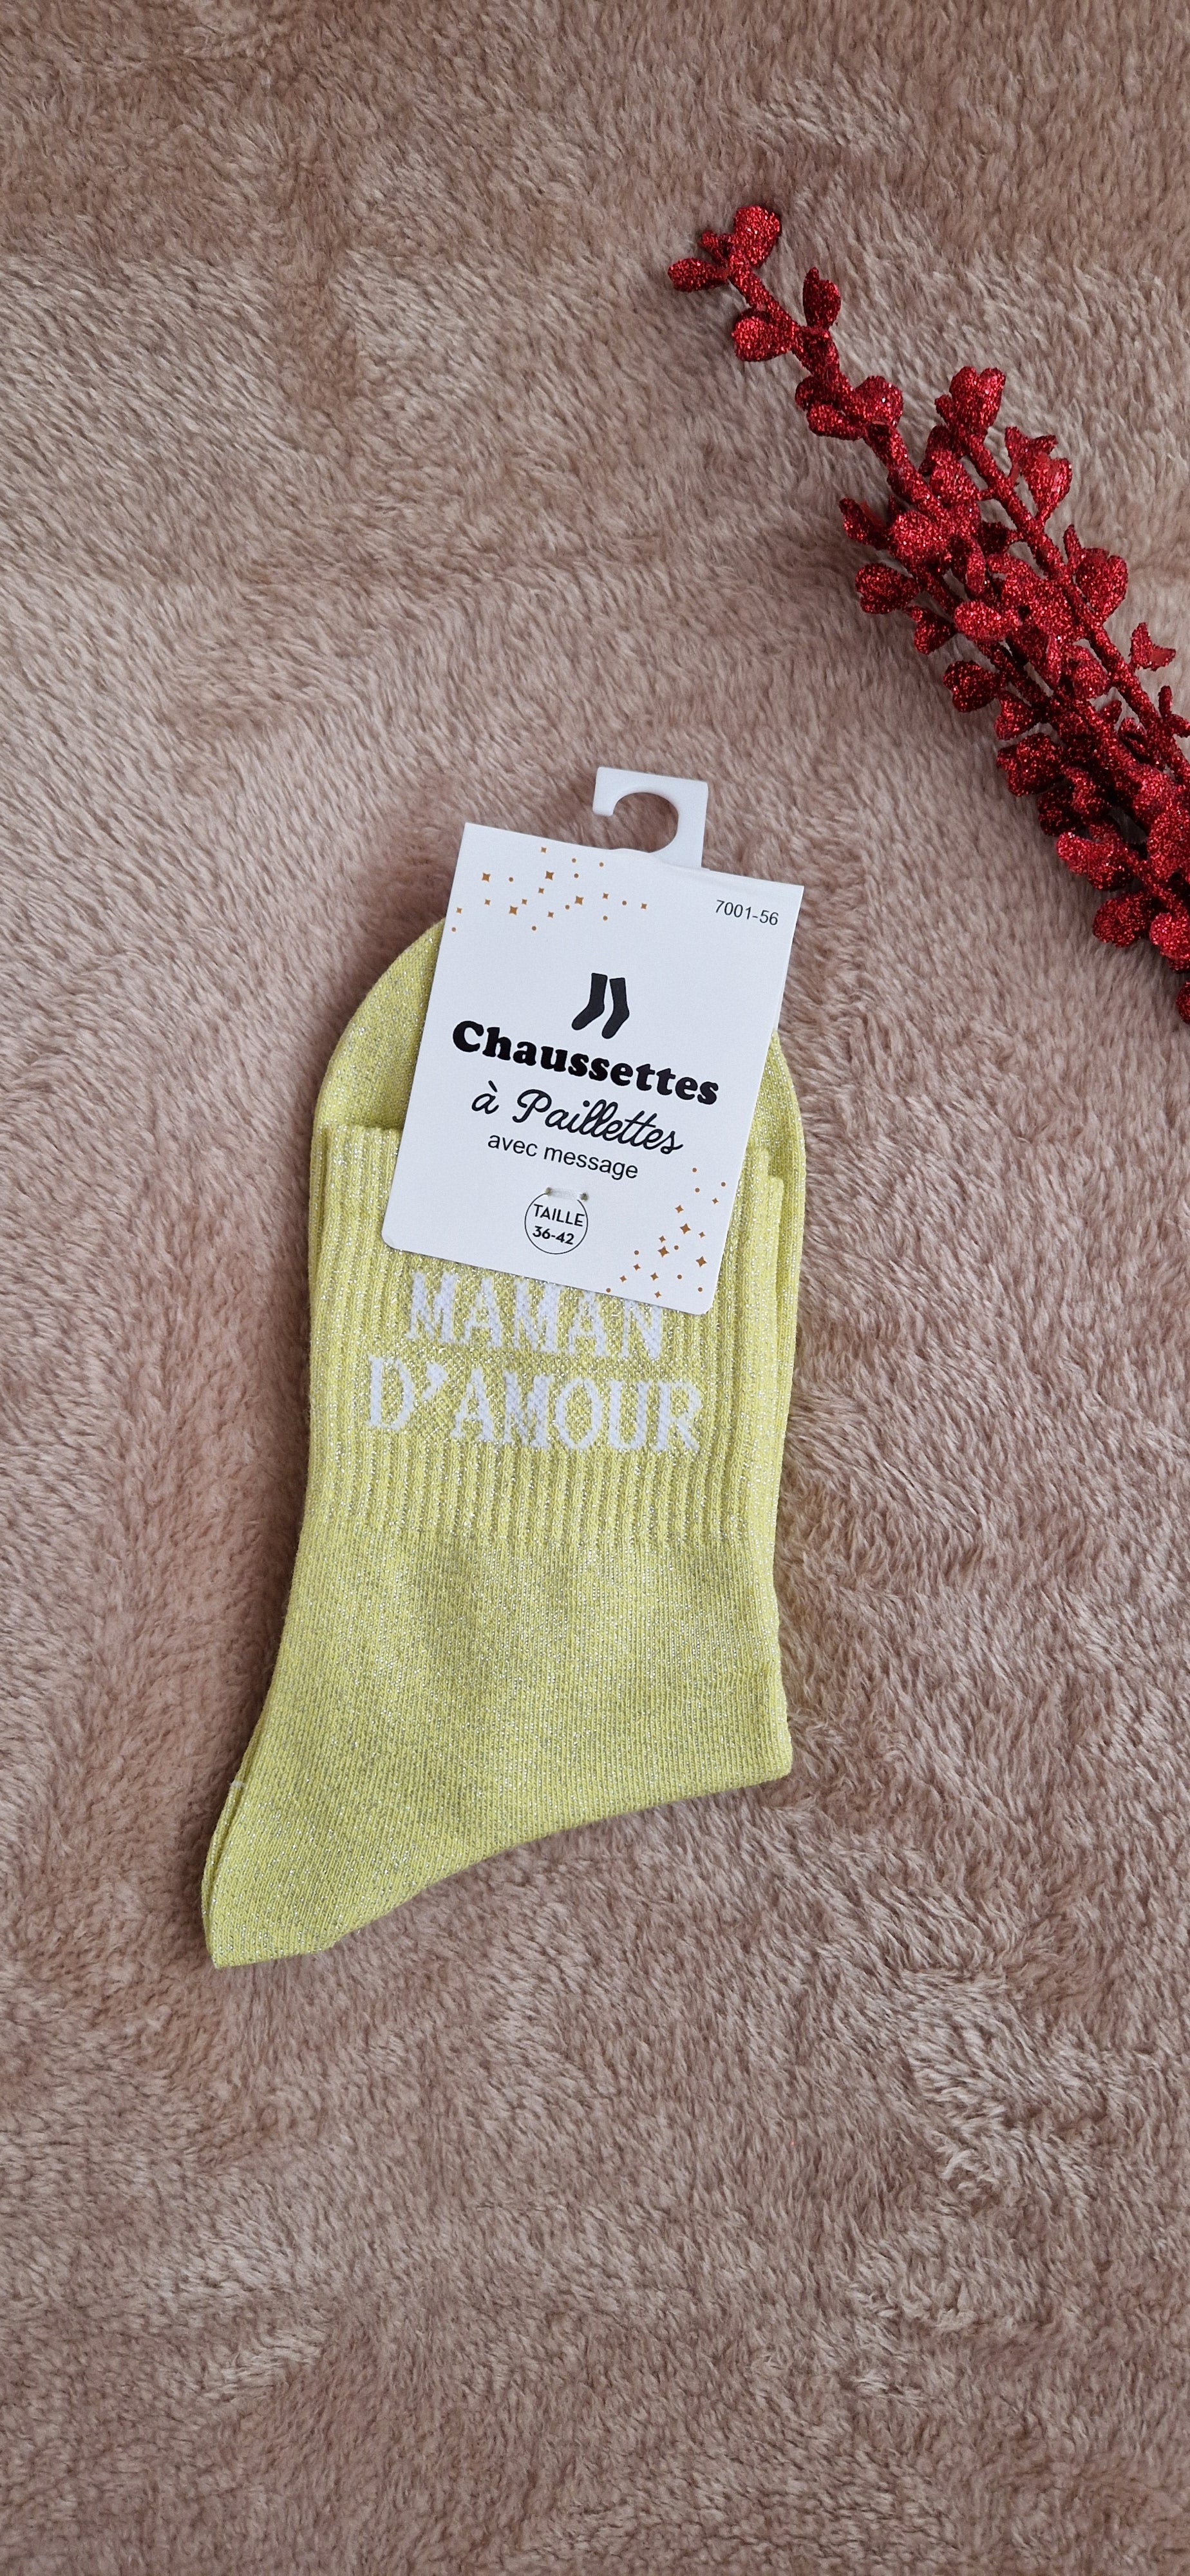 7001-56
Chaussettes
à Paillettes
avec message
TAILLE
36-42
MAMAN
D'AMOUR